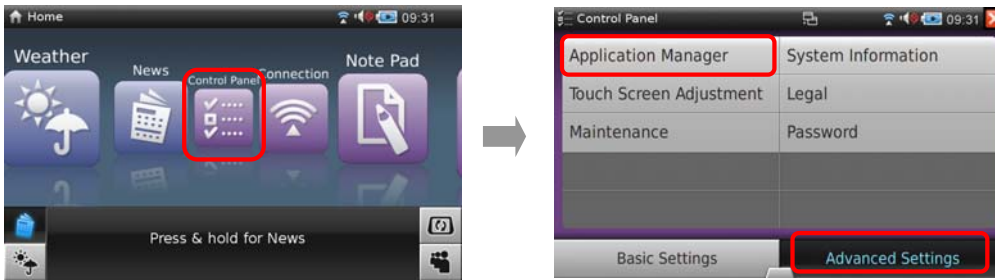 Home 09:31
Weather
News
Control Panel
Connection
Note Pad
Press & hold for News
Control Panel 09:31
Application Manager System Information
Touch Screen Adjustment Legal
Maintenance Password
Basic Settings Advanced Settings